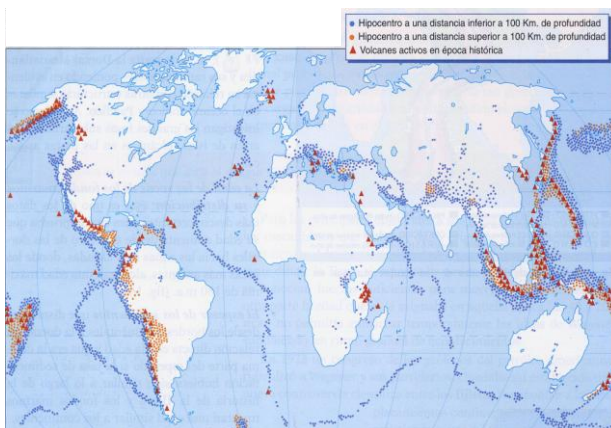 Hipocentro a una distancia inferior a 100 Km. de profundidad
Hipocentro a una distancia superior a 100 Km. de profundidad
Volcanes activos en época histórica